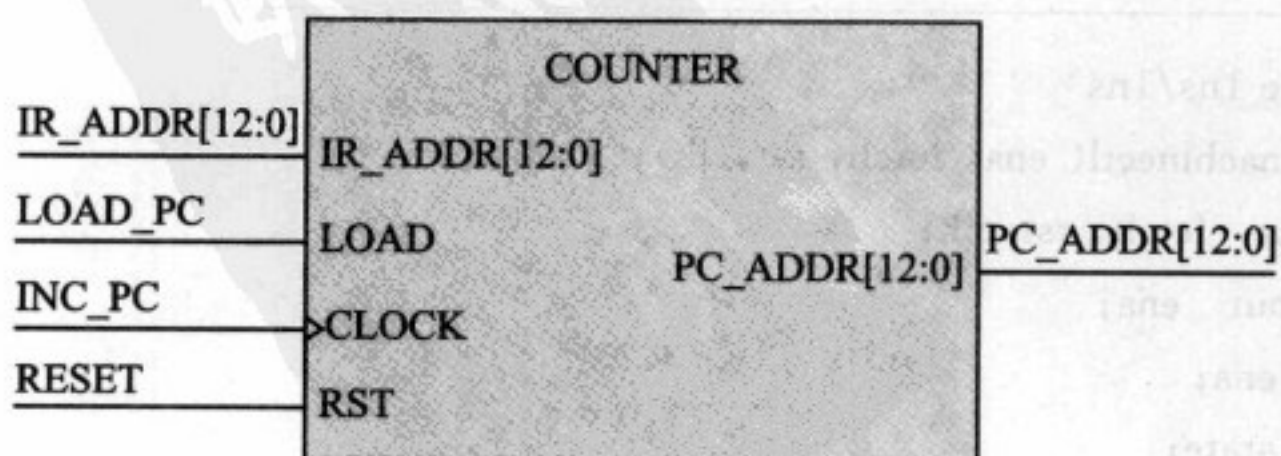 COUNTER
IR_ADDR[12:0]
IR_ADDR[12:0]
LOAD_PC
LOAD
PC_ADDR[12:0]
PC_ADDR[12:0]
INC_PC
CLOCK
RESET
RST